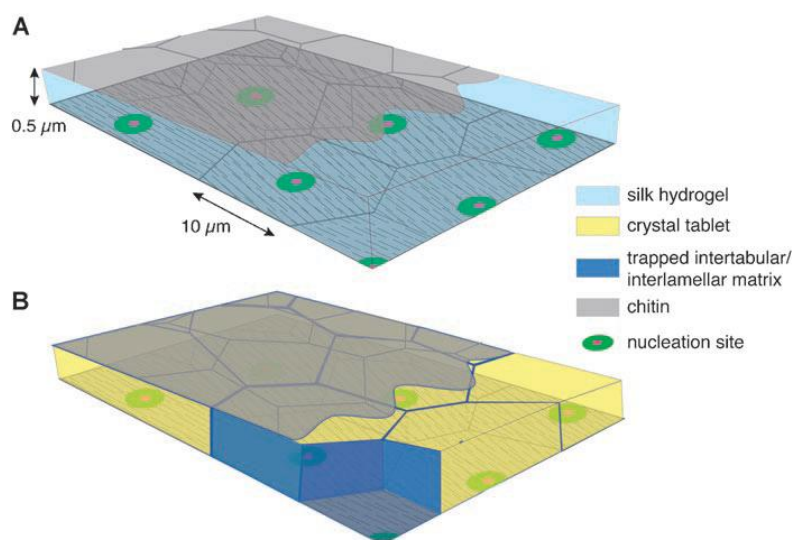 A
0.5 µm
10 µm
silk hydrogel
crystal tablet
trapped intertabular/
interlamellar matrix
chitin
nucleation site
B